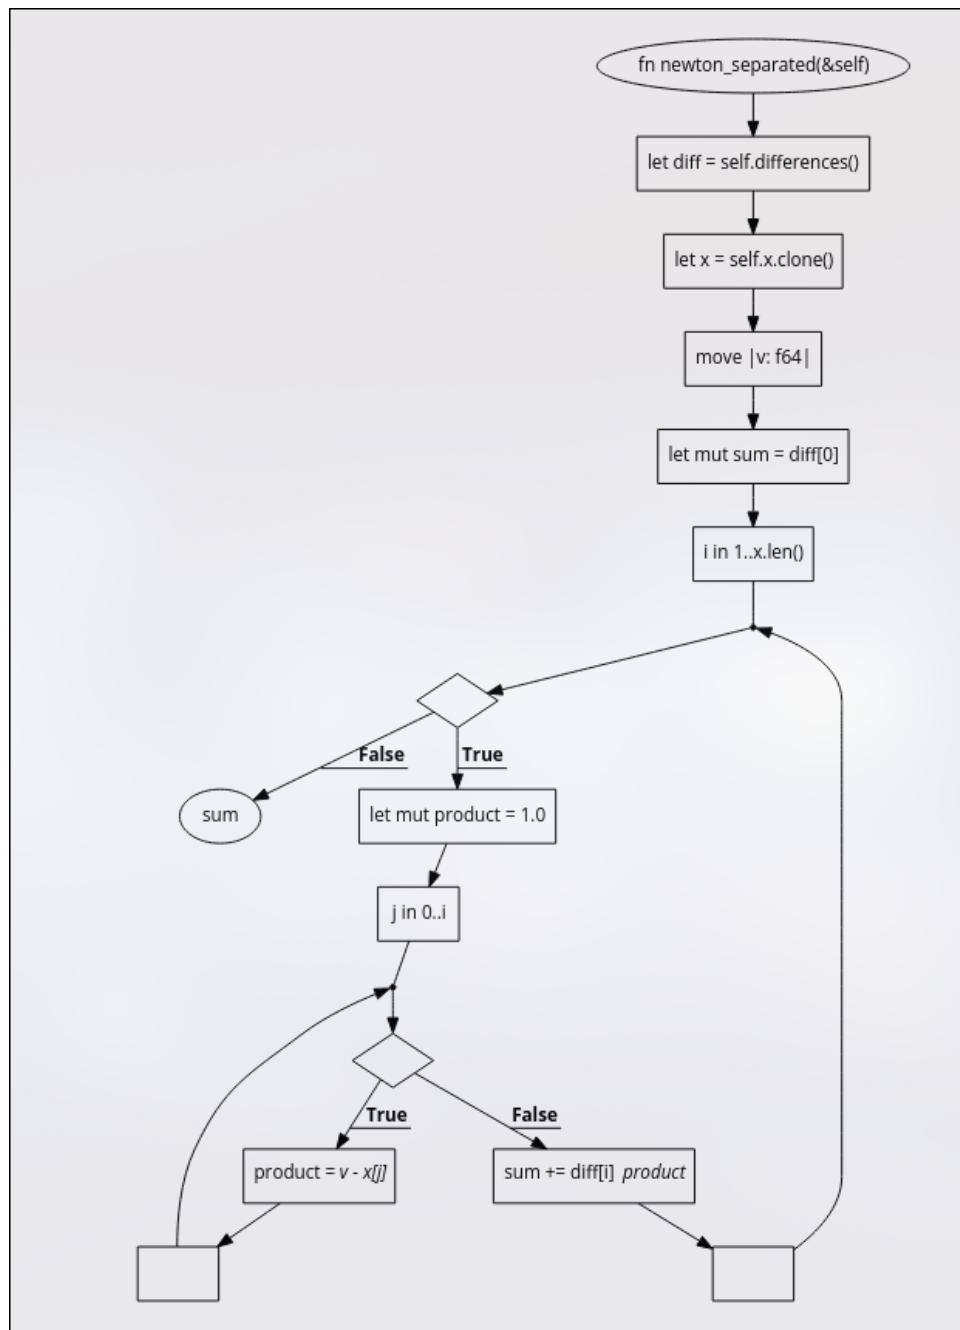 fn newton_separated(&self)
let diff = self.differences()
let x = self.x.clone()
move |v: f64|
let mut sum = diff[0]
i in 1..x.len()
False
True
sum
let mut product = 1.0
j in 0..i
True
False
product = v - x[j]
sum += diff[i] product